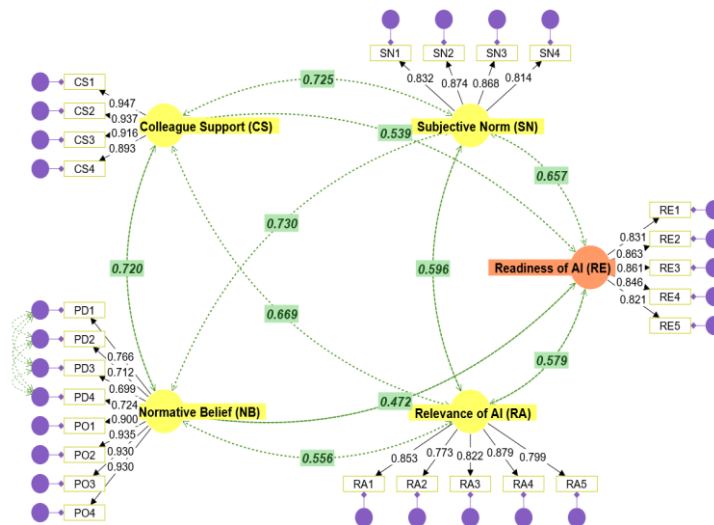 SN1 SN2 SN3 SN4
0.832 0.874 0.868 0.814
CS1
CS2
CS3
CS4
0.947
0.937
0.916
0.893
Colleague Support (CS)
Subjective Norm (SN)
0.725
0.539
0.657
0.730
0.720
0.596
0.669
0.579
0.472
0.556
RE1
RE2
RE3
RE4
RE5
0.831
0.863
0.861
0.846
0.821
Readiness of AI (RE)
PD1
PD2
PD3
PD4
PO1
PO2
PO3
PO4
0.766
0.712
0.699
0.724
0.900
0.935
0.930
0.930
Normative Belief (NB)
Relevance of AI (RA)
0.853 0.773 0.822 0.879 0.799
RA1 RA2 RA3 RA4 RA5